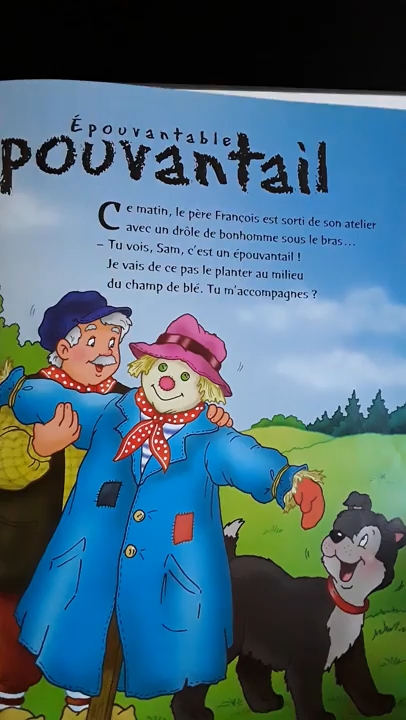 Épouvantable
pouvantail
Ce matin, le père François est sorti de son atelier
avec un drôle de bonhomme sous le bras...
– Tu vois, Sam, c'est un épouvantail !
Je vais de ce pas le planter au milieu
du champ de blé. Tu m'accompagnes ?